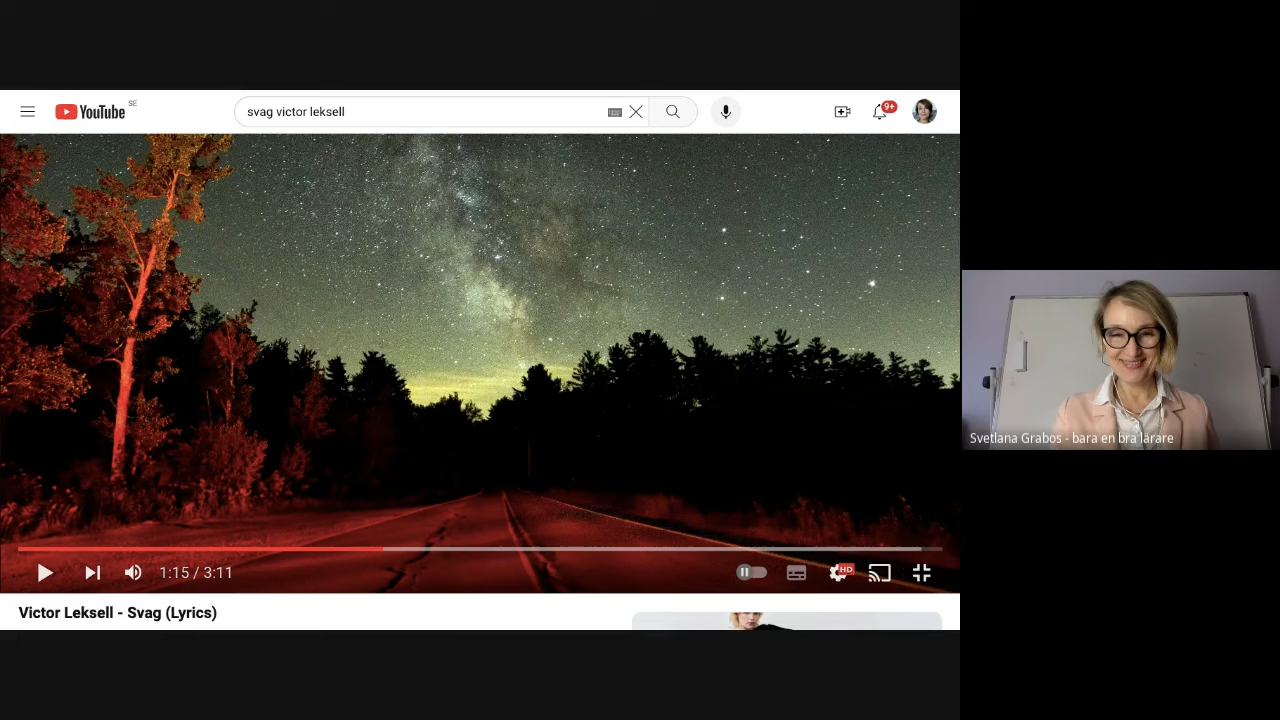 YouTube SE
svag victor leksell
9+
1:15 / 3:11
HD
Victor Leksell - Svag (Lyrics)
Svetlana Grabos - bara en bra lärare